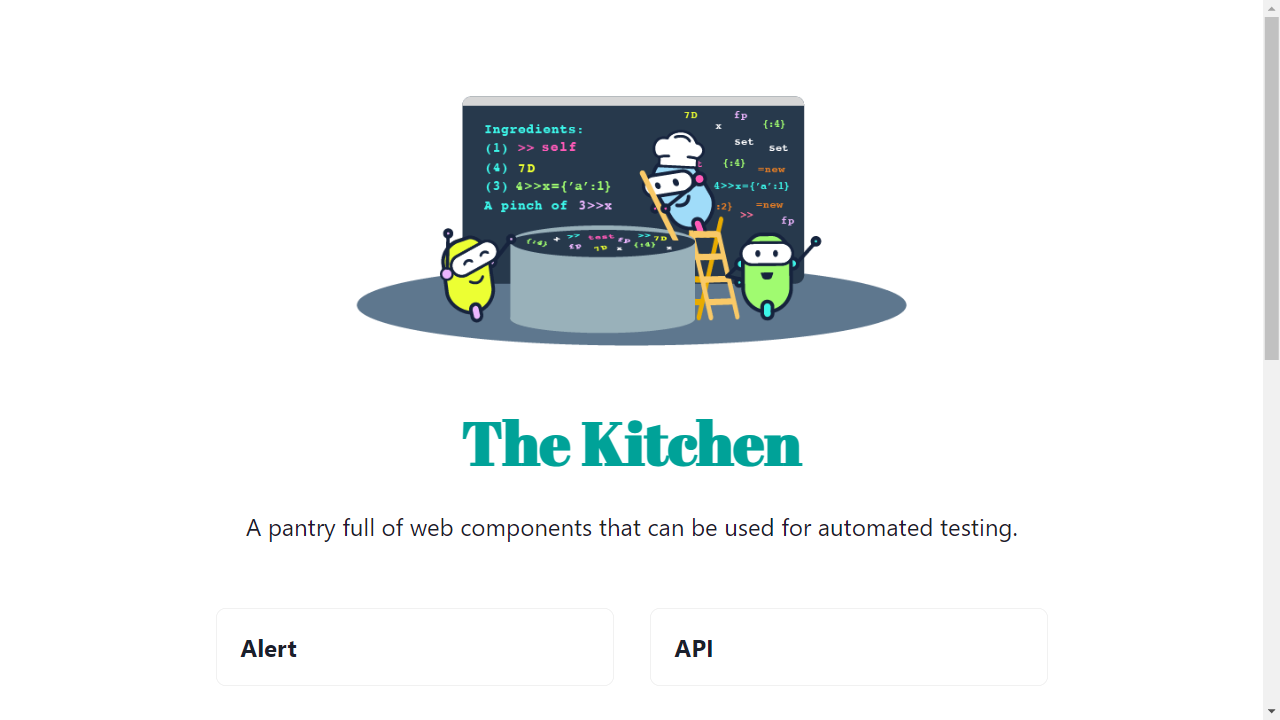 Ingredients:
(1) >> self
(4) 7D
(3) 4>>x={'a':1}
A pinch of 3>>x
7D
fp
x
{:4}
Set
Set
{:4}
=new
4>>x={'a':1}
:2}
=new
>>
fp
{:4}
+
>>
test
fp
>>
7D
fp
7D
x
{:4}
x
The Kitchen
A pantry full of web components that can be used for automated testing.
Alert
API